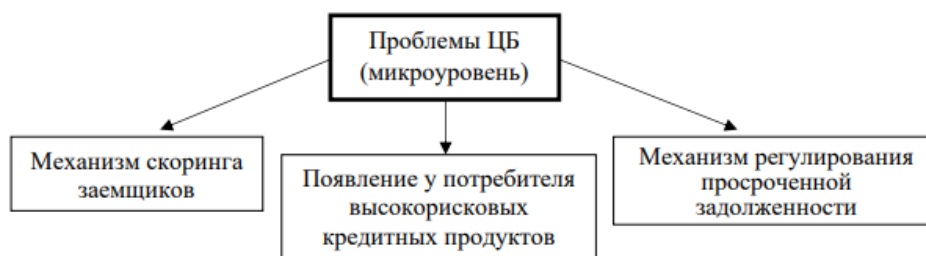 Проблемы ЦБ
(микроуровень)
Механизм скоринга
заемщиков
Появление у потребителя
высокорисковых
кредитных продуктов
Механизм регулирования
просроченной
задолженности